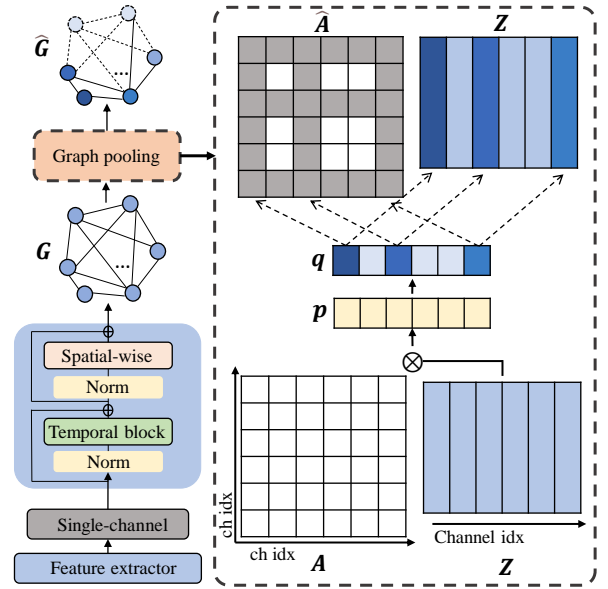 Ĝ
...
Graph pooling
G
...
Spatial-wise
Norm
Temporal block
Norm
Single-channel
Feature extractor
Â
Z
q
p
ch idx
ch idx
A
Channel idx
Z